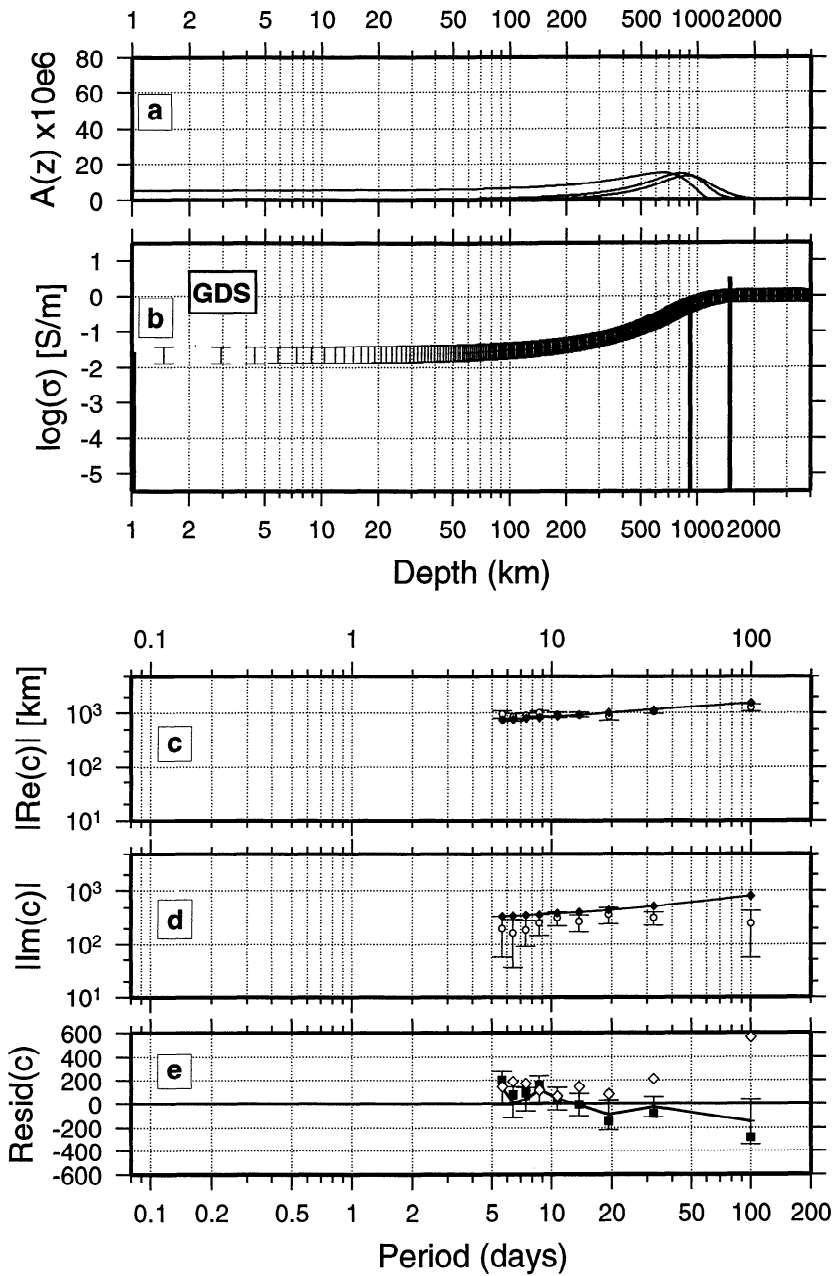 1 2 5 10 20 50 100 200 500 1000 2000
80
60
40
20
0
A(z) x10e6
a
1
0
-1
-2
-3
-4
-5
log(σ) [S/m]
GDS
b
1 2 5 10 20 50 100 200 500 1000 2000
Depth (km)
0.1 1 10 100
10³
10²
10¹
|Re(c)| [km]
c
10³
10²
10¹
|Im(c)|
d
600
400
200
0
-200
-400
-600
Resid(c)
e
0.1 0.2 0.5 1 2 5 10 20 50 100 200
Period (days)